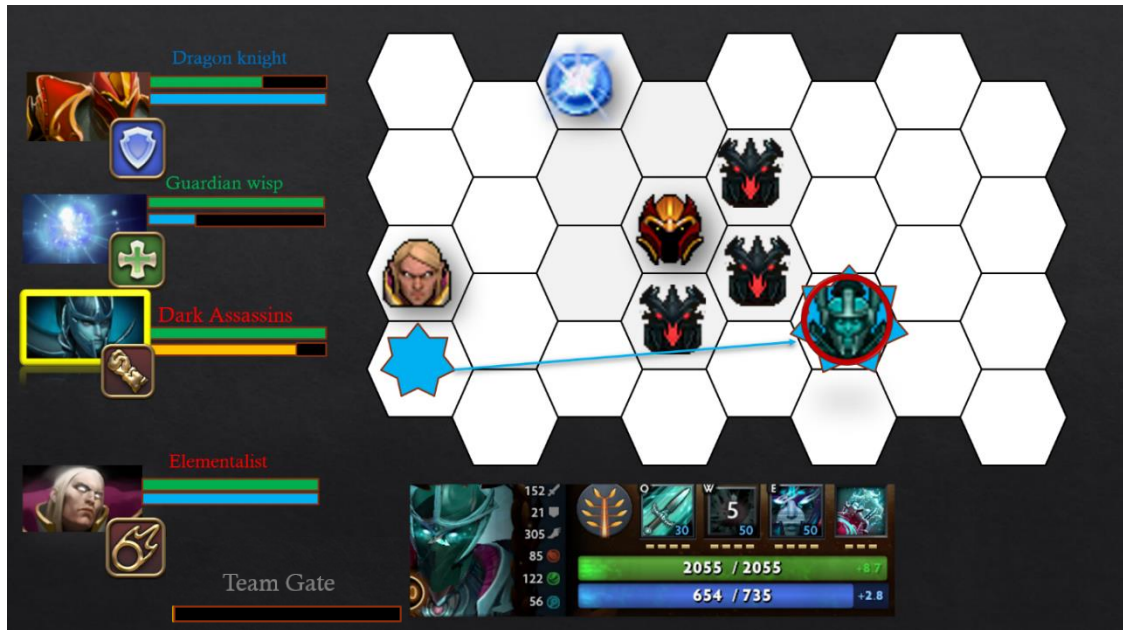 Dragon knight
Guardian wisp
Dark Assassins
Elementalist
Team Gate
152
21
305
85
122
56
30
W
5
50
E
50
2055 / 2055
+8.7
654 / 735
+2.8